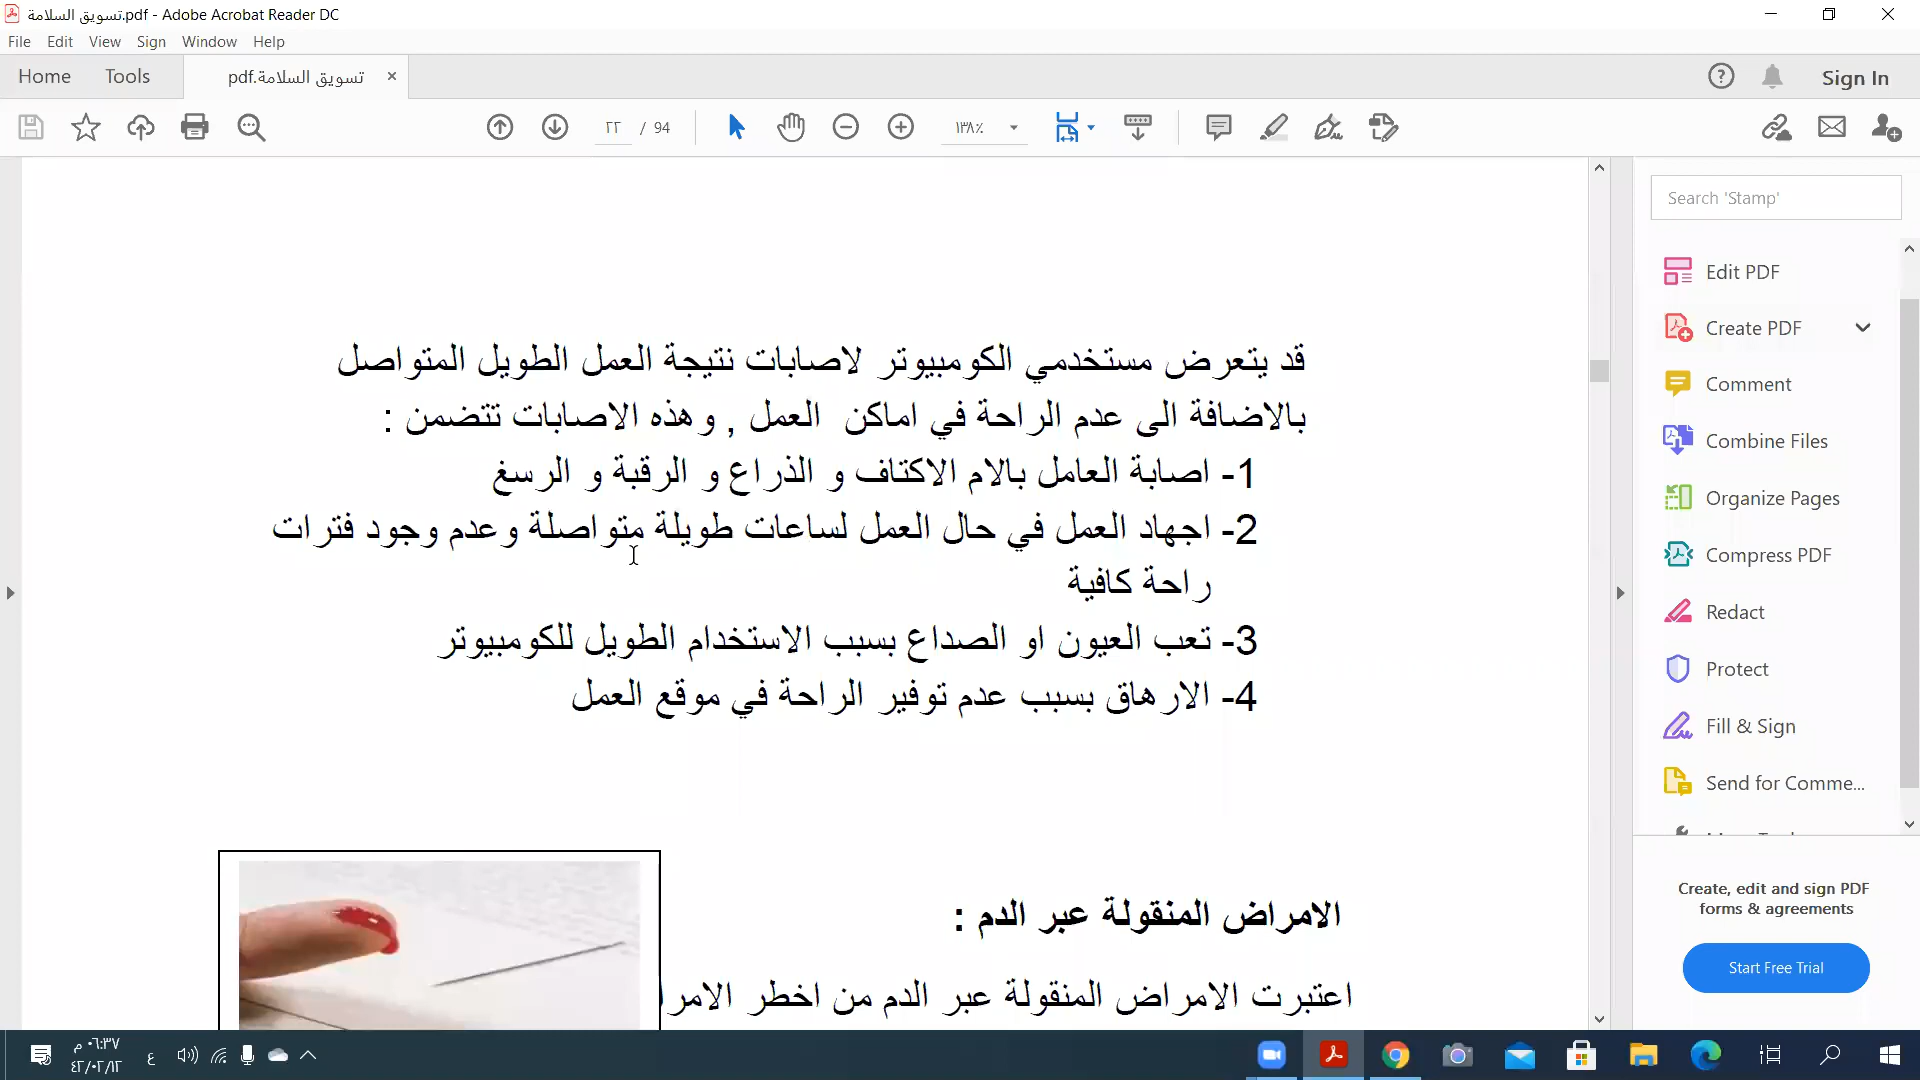 تسويق السلامة.pdf - Adobe Acrobat Reader DC
File Edit View Sign Window Help
Home Tools تسويق السلامة.pdf
Sign In
٢٢ / 94
١٣٨٪
Search 'Stamp'
Edit PDF
Create PDF
Comment
Combine Files
Organize Pages
Compress PDF
Redact
Protect
Fill & Sign
Send for Comme...
Create, edit and sign PDF
forms & agreements
Start Free Trial
قد يتعرض مستخدمي الكومبيوتر لاصابات نتيجة العمل الطويل المتواصل
بالاضافة الى عدم الراحة في اماكن العمل , وهذه الاصابات تتضمن :
1- اصابة العامل بالام الاكتاف و الذراع و الرقبة و الرسغ
2- اجهاد العمل في حال العمل لساعات طويلة متواصلة وعدم وجود فترات
راحة كافية
3- تعب العيون او الصداع بسبب الاستخدام الطويل للكومبيوتر
4- الارهاق بسبب عدم توفير الراحة في موقع العمل
الامراض المنقولة عبر الدم :
اعتبرت الامراض المنقولة عبر الدم من اخطر الامر
٠٦:٣٧ م
٤٢/٠٢/١٢
ع